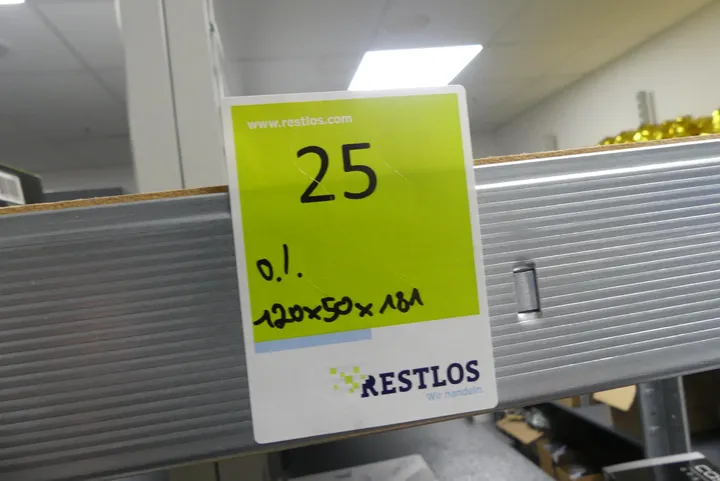 www.restlos.com
25
o.I.
120x50x181
RESTLOS
Wir handeln